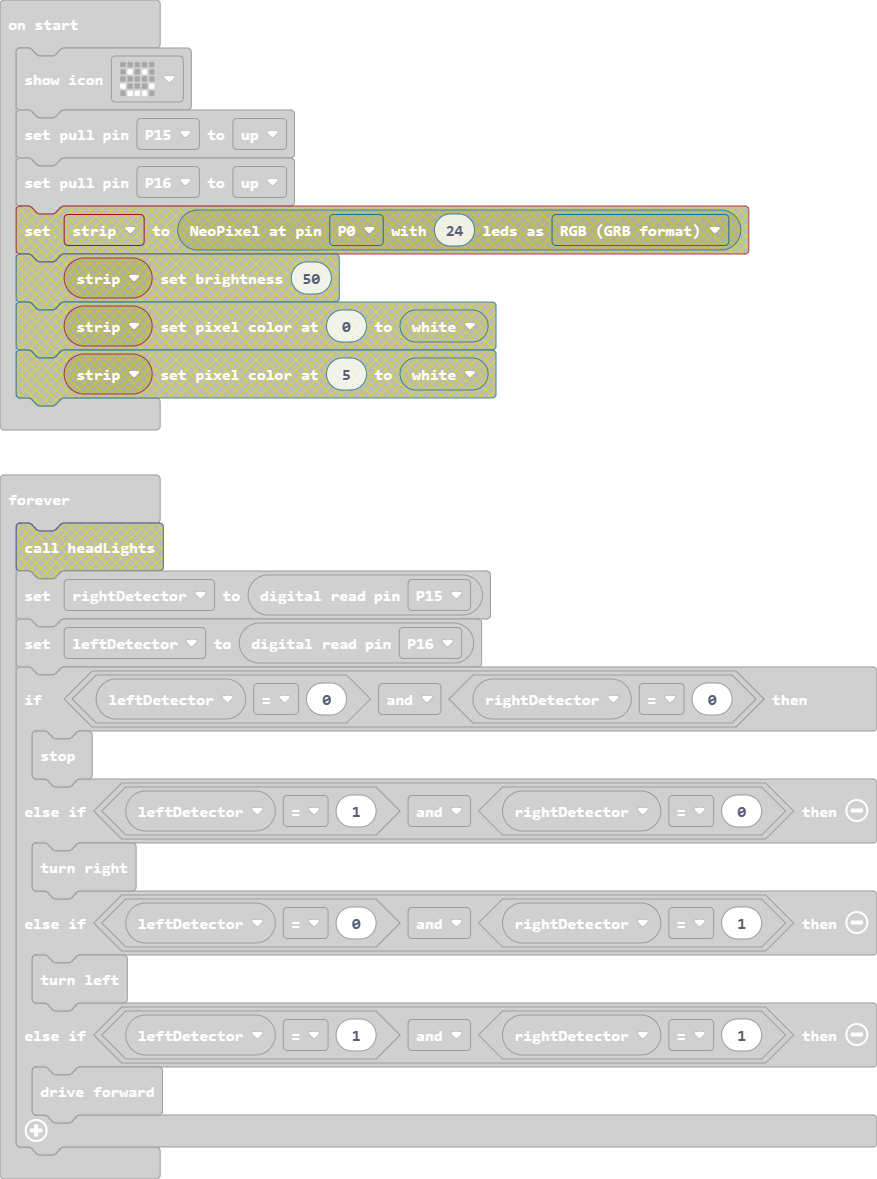 on start
show icon
set pull pin P15 to up
set pull pin P16 to up
set strip to NeoPixel at pin P0 with 24 leds as RGB (GRB format)
strip set brightness 50
strip set pixel color at 0 to white
strip set pixel color at 5 to white
forever
call headLights
set rightDetector to digital read pin P15
set leftDetector to digital read pin P16
if leftDetector = 0 and rightDetector = 0 then
stop
else if leftDetector = 1 and rightDetector = 0 then
turn right
else if leftDetector = 0 and rightDetector = 1 then
turn left
else if leftDetector = 1 and rightDetector = 1 then
drive forward